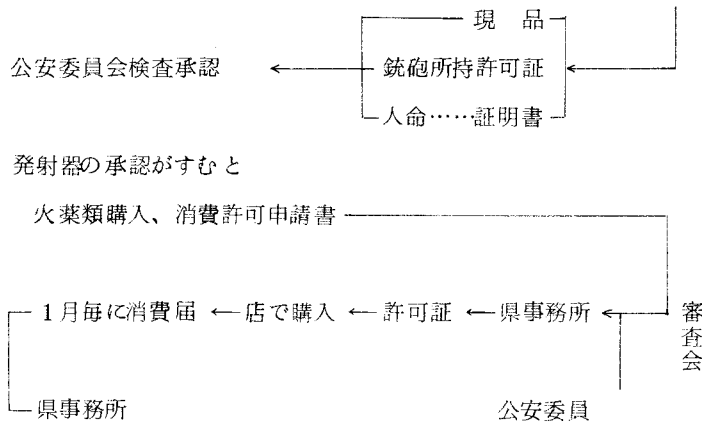 現 品
公安委員会検査承認 ← 銃砲所持許可証 ←
人命……証明書
発射器の承認がすむと
火薬類購入、消費許可申請書
1月毎に消費届 ← 店で購入 ← 許可証 ← 県事務所 ← 審査会
県事務所 公安委員